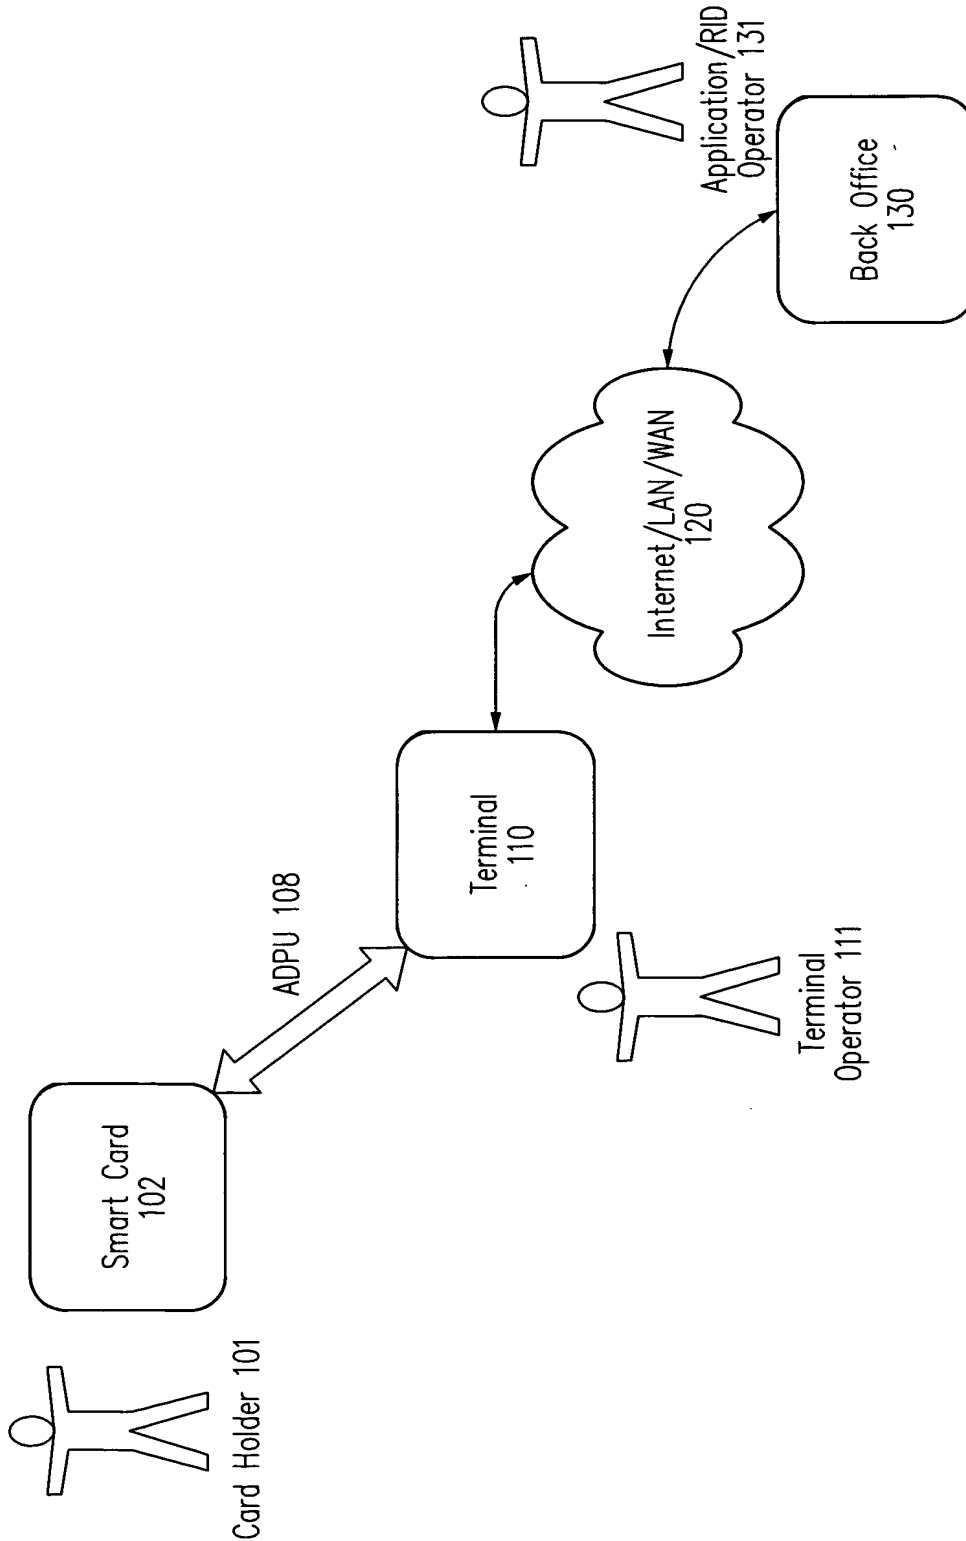 Card Holder 101
Smart Card
102
ADPU 108
Terminal
110
Terminal
Operator 111
Internet/LAN/WAN
120
Application/RID
Operator 131
Back Office
130